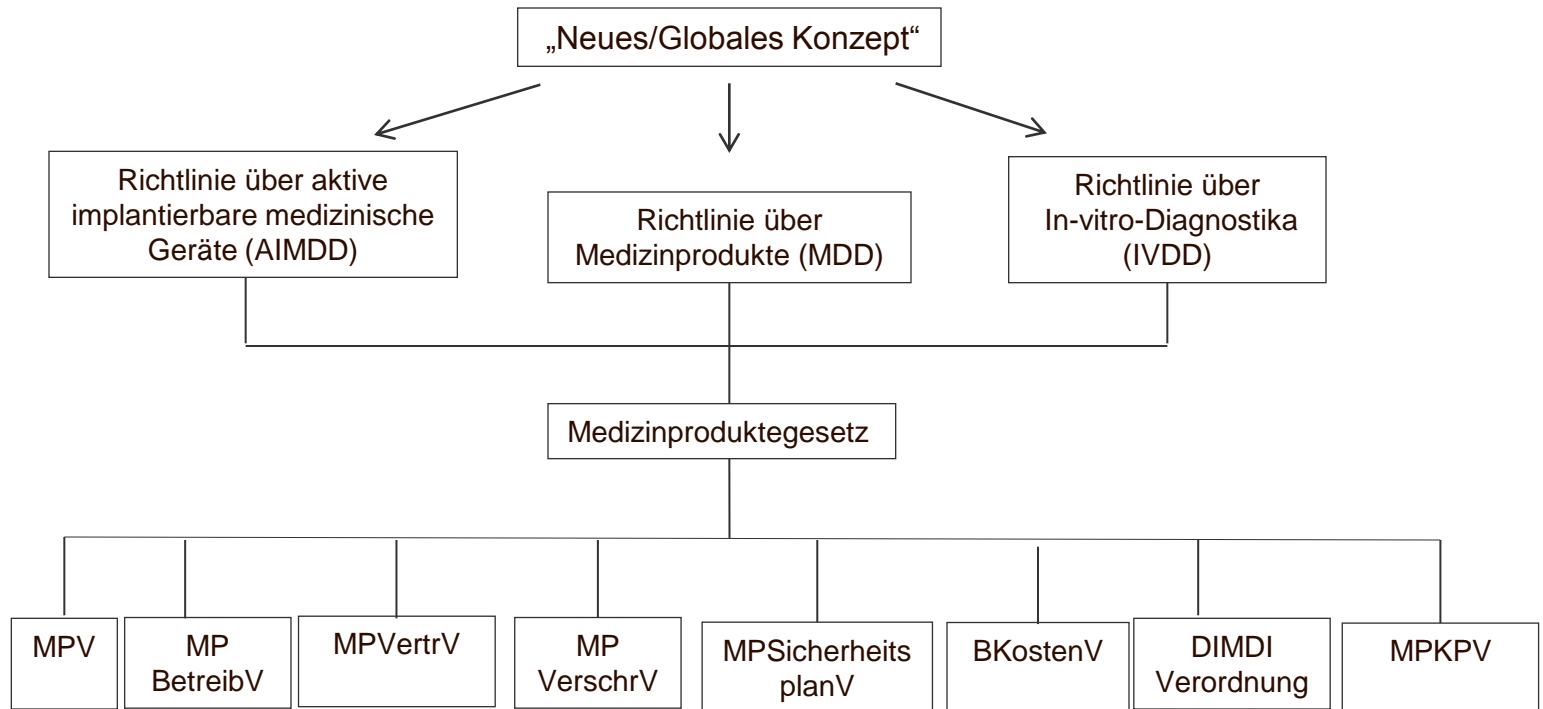 „Neues/Globales Konzept“
Richtlinie über aktive
implantierbare medizinische
Geräte (AIMDD)
Richtlinie über
Medizinprodukte (MDD)
Richtlinie über
In-vitro-Diagnostika
(IVDD)
Medizinproduktegesetz
MPV
MP
BetreibV
MPVertrV
MP
VerschrV
MPSicherheits
planV
BKostenV
DIMDI
Verordnung
MPKPV